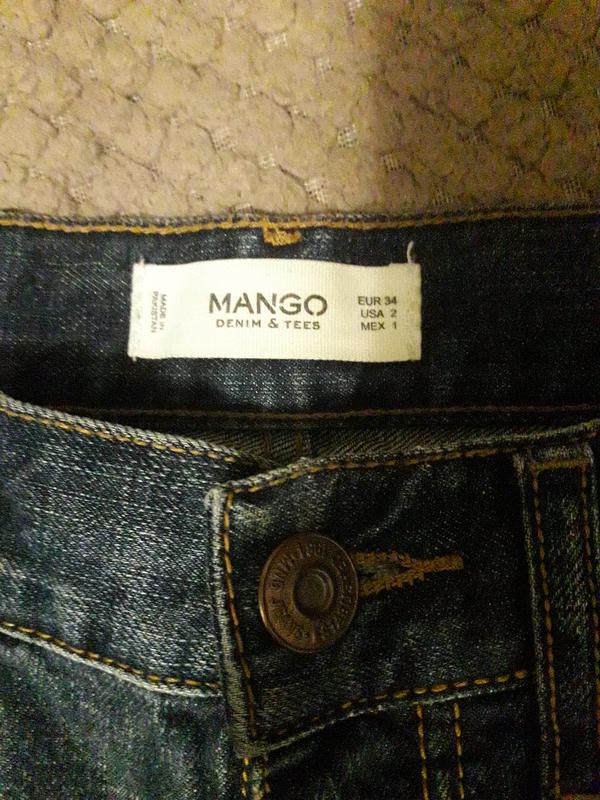 MADE IN
PAKISTAN
MANGO
DENIM & TEES
EUR 34
USA 2
MEX 1